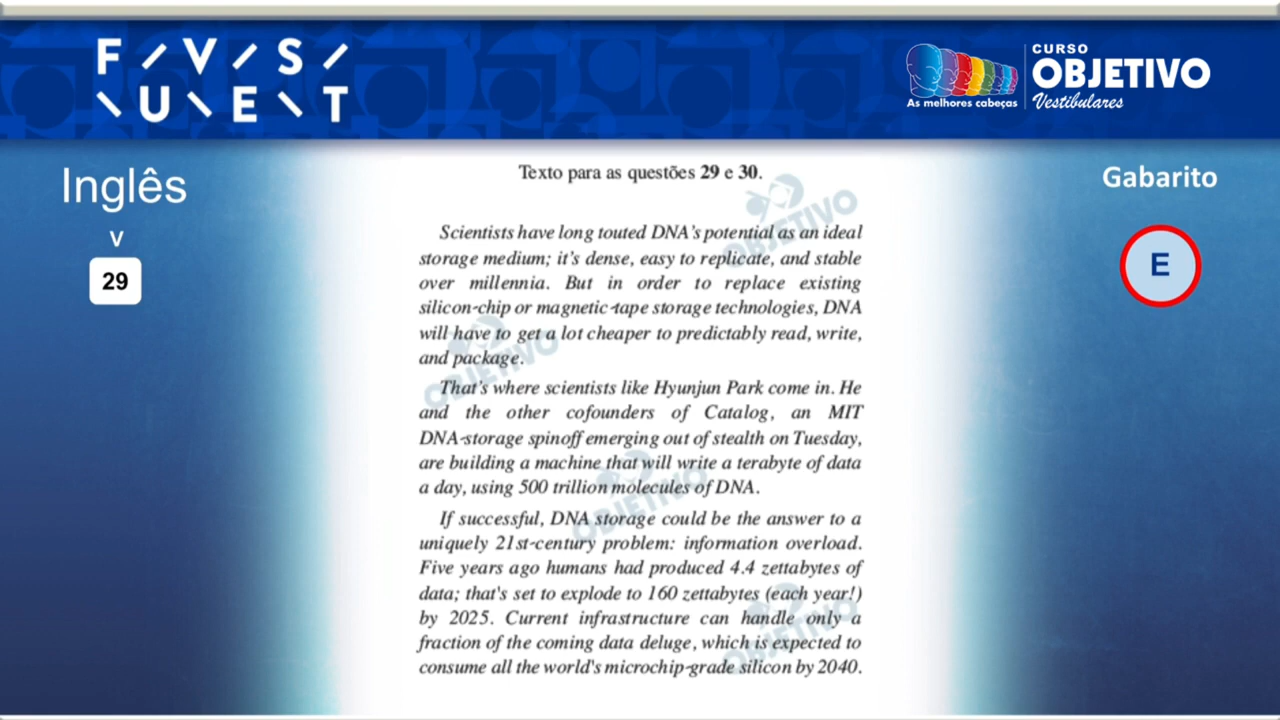 F/V/S/
\U\E\T
As melhores cabeças
CURSO
OBJETIVO
Vestibulares
Inglês
V
29
Gabarito
E
Texto para as questões 29 e 30.
Scientists have long touted DNA's potential as an ideal
storage medium; it's dense, easy to replicate, and stable
over millennia. But in order to replace existing
silicon-chip or magnetic-tape storage technologies, DNA
will have to get a lot cheaper to predictably read, write,
and package.
That's where scientists like Hyunjun Park come in. He
and the other cofounders of Catalog, an MIT
DNA-storage spinoff emerging out of stealth on Tuesday,
are building a machine that will write a terabyte of data
a day, using 500 trillion molecules of DNA.
If successful, DNA storage could be the answer to a
uniquely 21st-century problem: information overload.
Five years ago humans had produced 4.4 zettabytes of
data; that's set to explode to 160 zettabytes (each year!)
by 2025. Current infrastructure can handle only a
fraction of the coming data deluge, which is expected to
consume all the world's microchip-grade silicon by 2040.
OBJETIVO
OBJETIVO
OBJETIVO
OBJETIVO